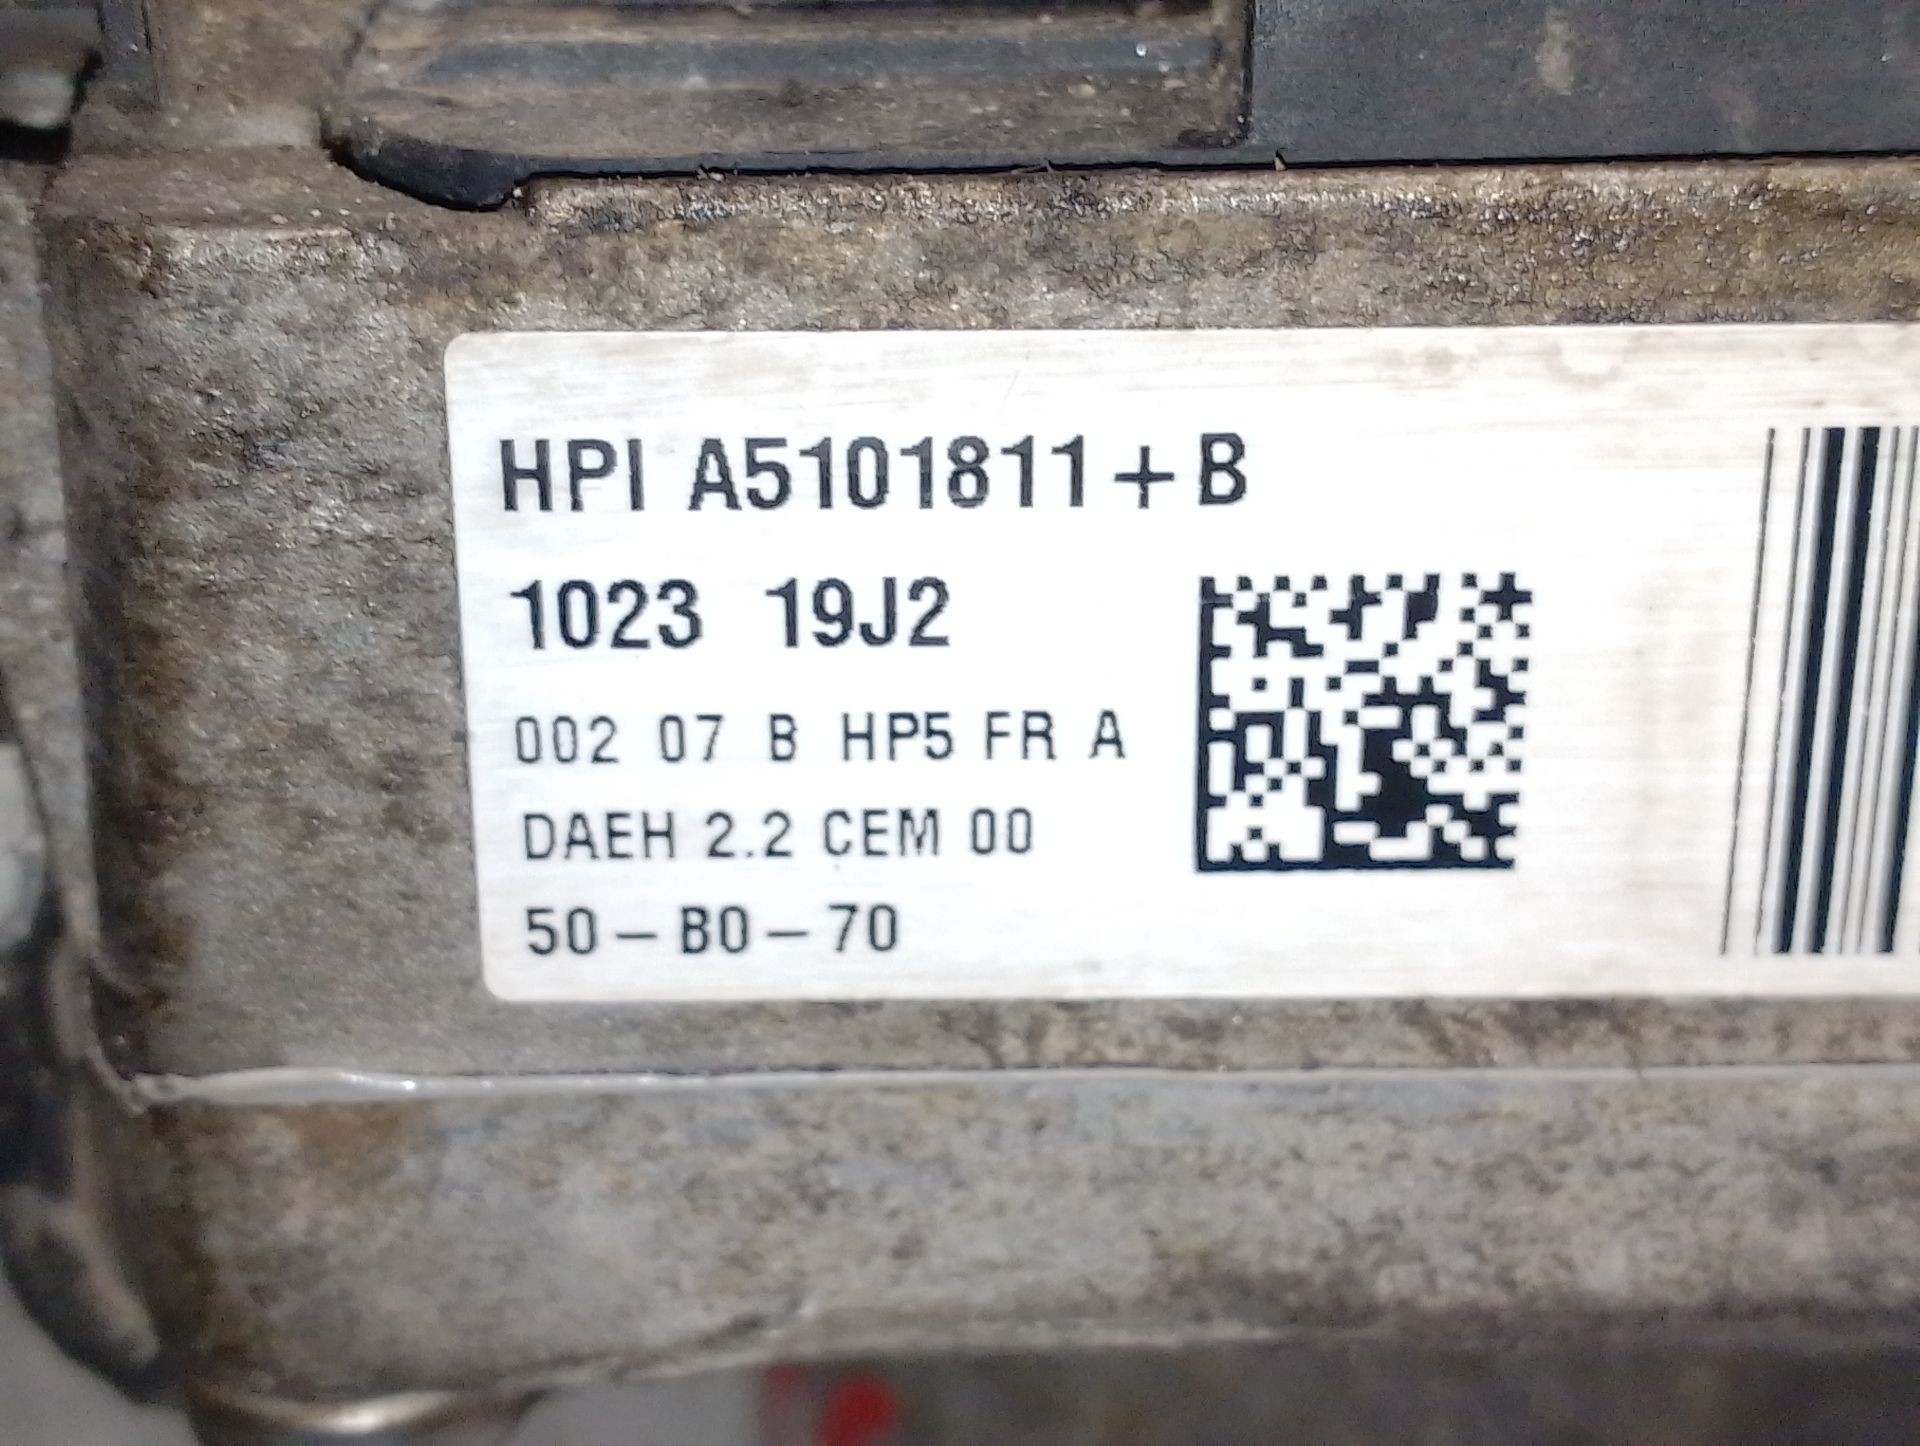 HPI A5101811+B
1023 19J2
002 07 B HP5 FR A
DAEH 2.2 CEM 00
50-B0-70